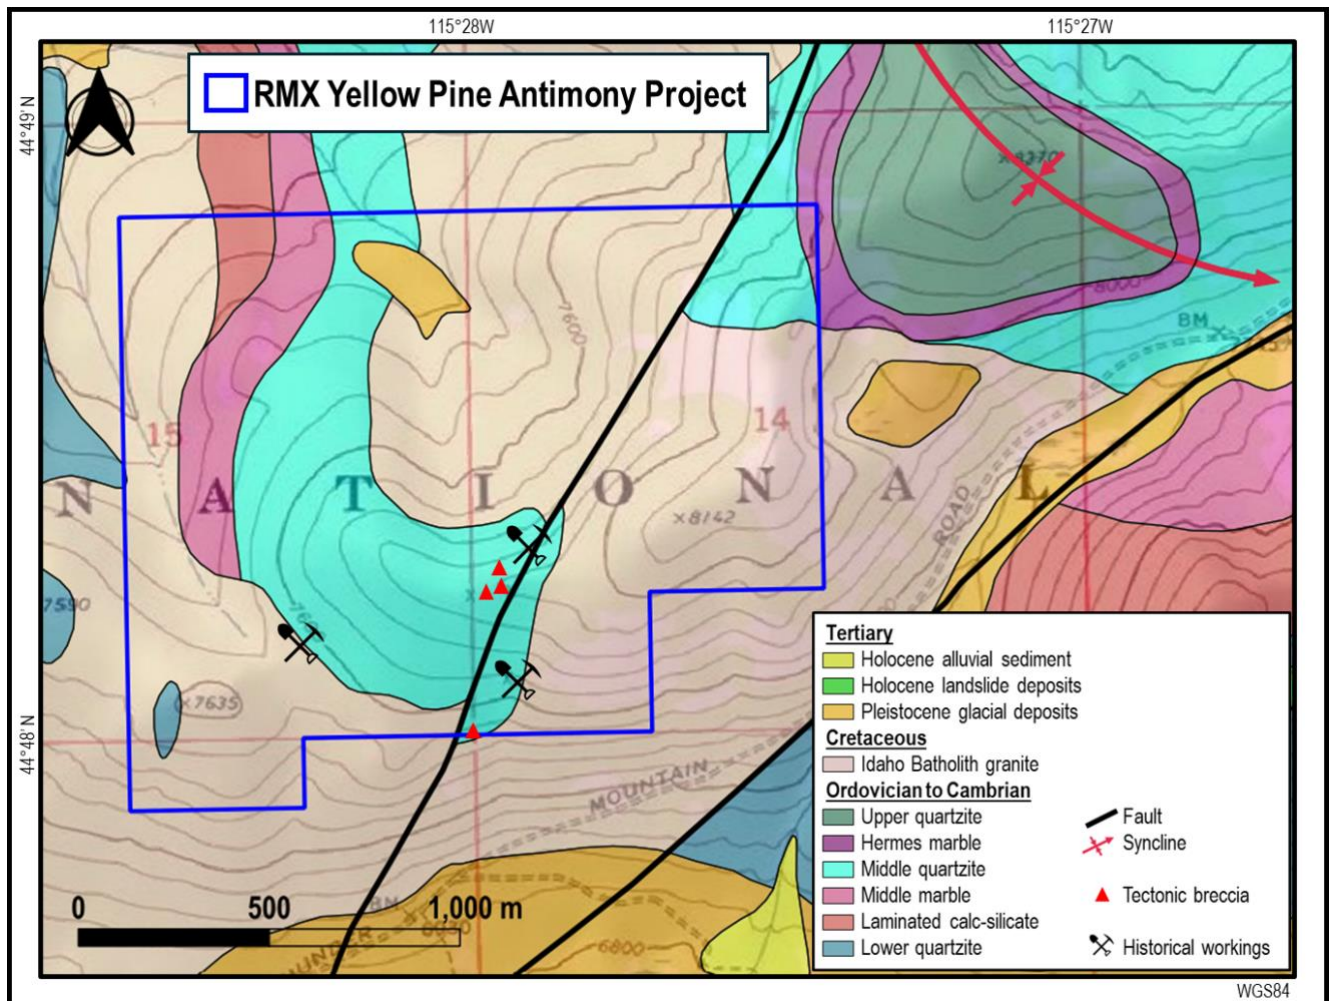 115°28W 115°27W
RMX Yellow Pine Antimony Project
44°49' N
8370
8000
BM
7600
15
14
N A T I O N A L
×8142
ROAD
7590
7635
44°48' N
MOUNTAIN
0 500 1,000 m
BM
6030
6800
Tertiary
Holocene alluvial sediment
Holocene landslide deposits
Pleistocene glacial deposits
Cretaceous
Idaho Batholith granite
Ordovician to Cambrian
Upper quartzite
Hermes marble
Middle quartzite
Middle marble
Laminated calc-silicate
Lower quartzite
Fault
Syncline
Tectonic breccia
Historical workings
WGS84